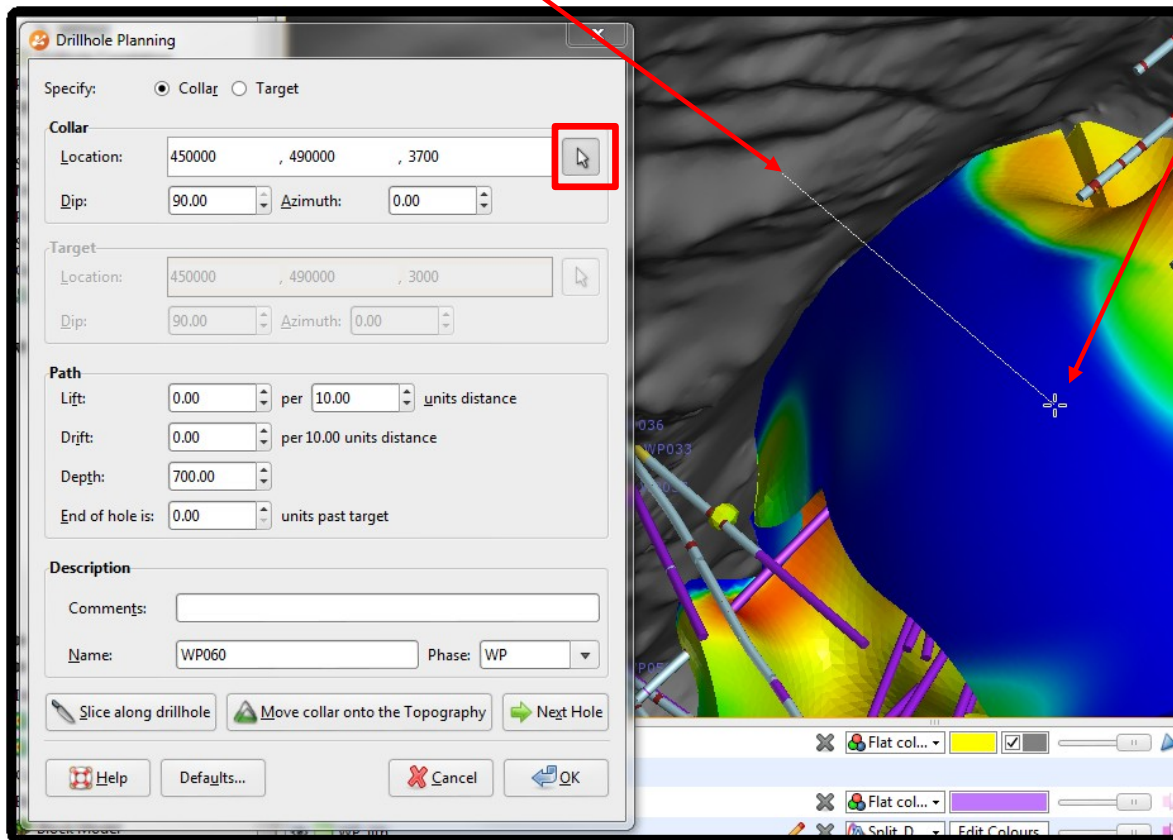 Drillhole Planning
Specify: Collar Target
Collar
Location: 450000 , 490000 , 3700
Dip: 90.00 Azimuth: 0.00
Target
Location: 450000 , 490000 , 3000
Dip: 90.00 Azimuth: 0.00
Path
Lift: 0.00 per 10.00 units distance
Drift: 0.00 per 10.00 units distance
Depth: 700.00
End of hole is: 0.00 units past target
Description
Comments:
Name: WP060 Phase: WP
Slice along drillhole Move collar onto the Topography Next Hole
Help Defaults... Cancel OK
WP033
Flat col...
Flat col...
Block Model Edit Colours